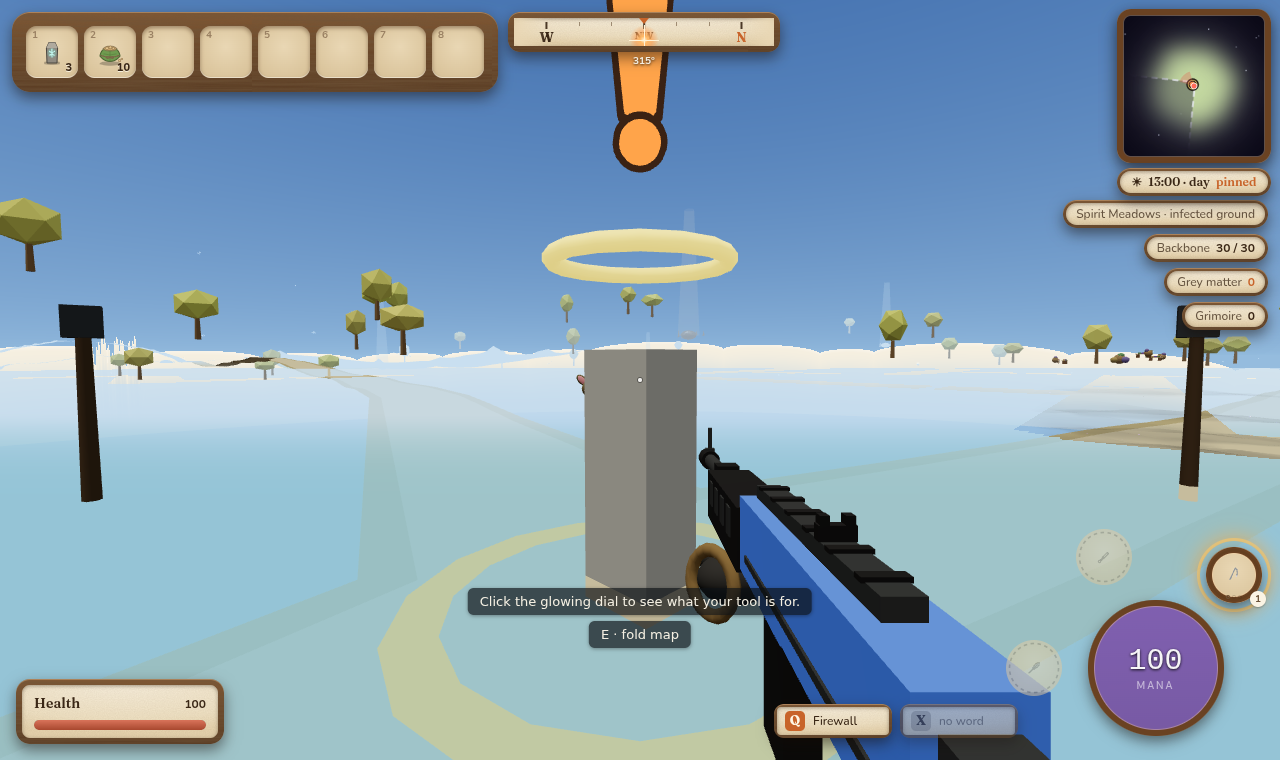 1 2 3 4 5 6 7 8
3 10
W NW N
315°
13:00 · day pinned
Spirit Meadows · infected ground
Backbone 30 / 30
Grey matter 0
Grimoire 0
Click the glowing dial to see what your tool is for.
E · fold map
1
100
MANA
Health 100
Q Firewall X no word